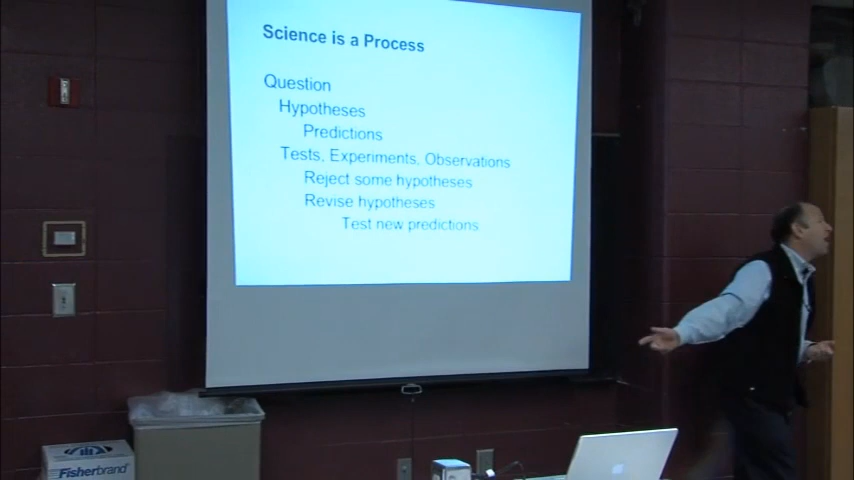 Science is a Process
Question
Hypotheses
Predictions
Tests, Experiments, Observations
Reject some hypotheses
Revise hypotheses
Test new predictions
Fisherbrand